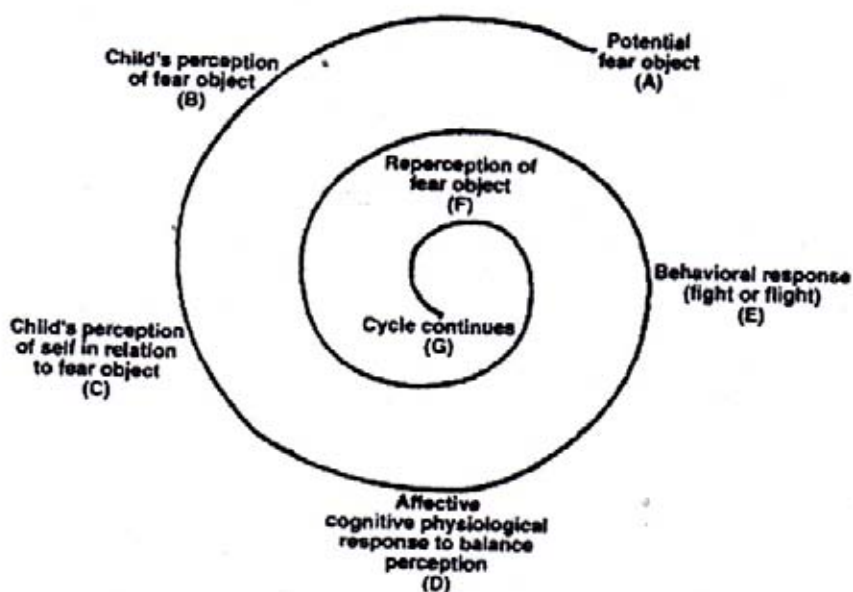 Potential
fear object
(A)
Child's perception
of fear object
(B)
Child's perception
of self in relation
to fear object
(C)
Affective
cognitive physiological
response to balance
perception
(D)
Behavioral response
(fight or flight)
(E)
Reperception of
fear object
(F)
Cycle continues
(G)